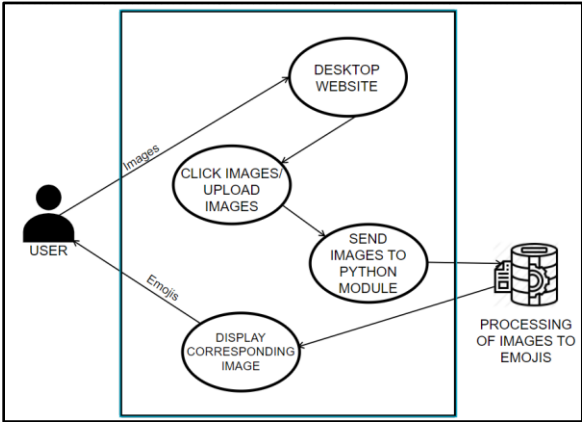 DESKTOP
WEBSITE
Images
CLICK IMAGES/
UPLOAD
IMAGES
USER
SEND
IMAGES TO
PYTHON
MODULE
Emojis
PROCESSING
OF IMAGES TO
EMOJIS
DISPLAY
CORRESPONDING
IMAGE